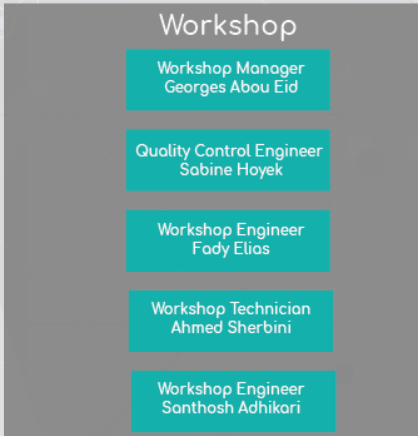 Workshop
Workshop Manager
Georges Abou Eid
Quality Control Engineer
Sabine Hoyek
Workshop Engineer
Fady Elias
Workshop Technician
Ahmed Sherbini
Workshop Engineer
Santhosh Adhikari